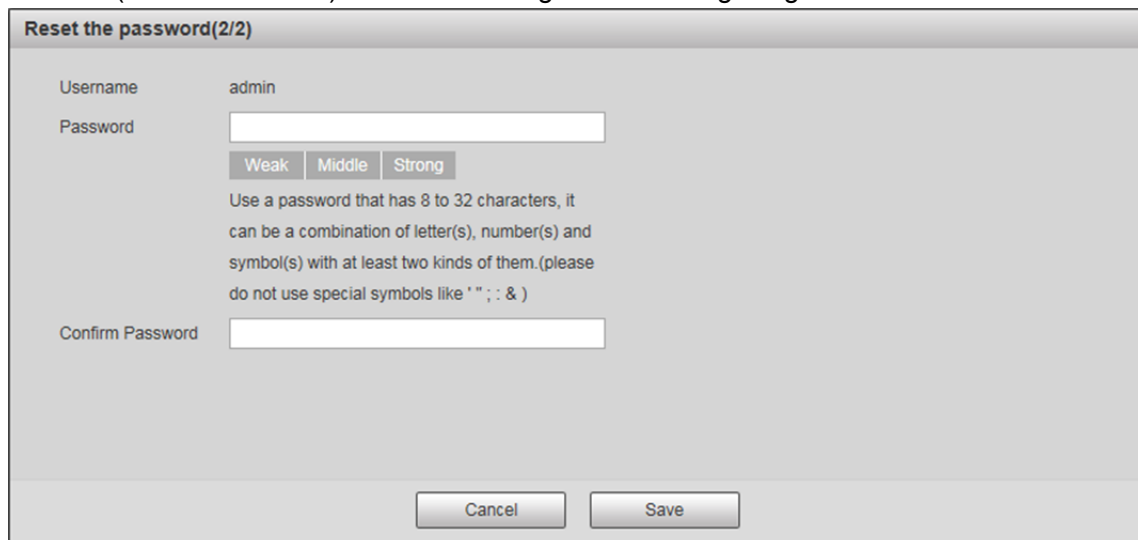 Reset the password(2/2)
Username admin
Password
Weak Middle Strong
Use a password that has 8 to 32 characters, it
can be a combination of letter(s), number(s) and
symbol(s) with at least two kinds of them.(please
do not use special symbols like ' " ; : & )
Confirm Password
Cancel Save